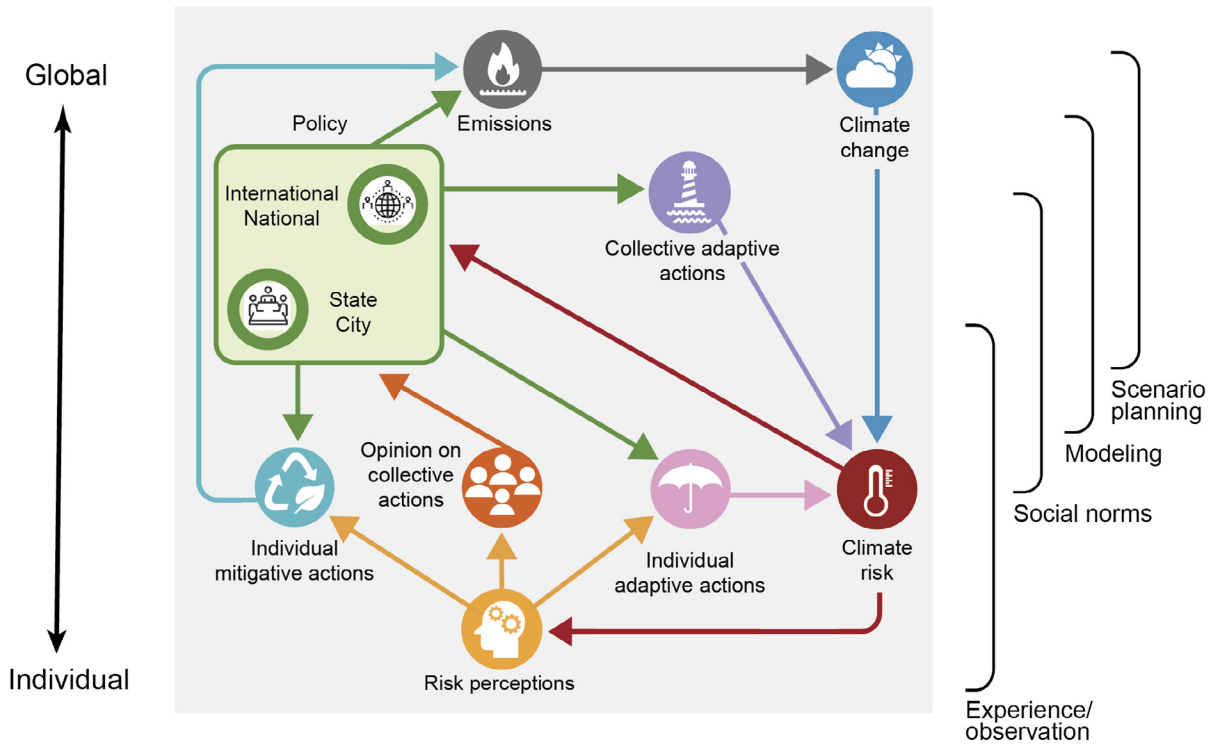 Global
Policy
Emissions
Climate
change
International
National
Collective adaptive
actions
State
City
Scenario
planning
Opinion on
collective
actions
Modeling
Social norms
Individual
mitigative actions
Individual
adaptive actions
Climate
risk
Risk perceptions
Individual
Experience/
observation